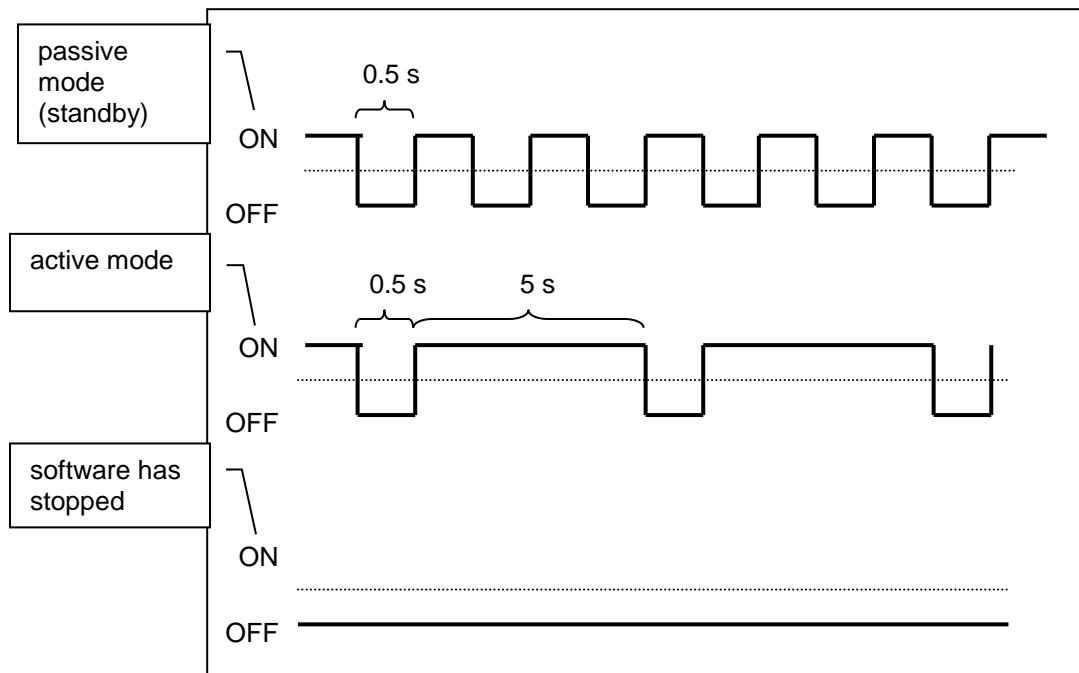 passive
mode
(standby)
0.5 s
ON
OFF
active mode
0.5 s
5 s
ON
OFF
software has
stopped
ON
OFF